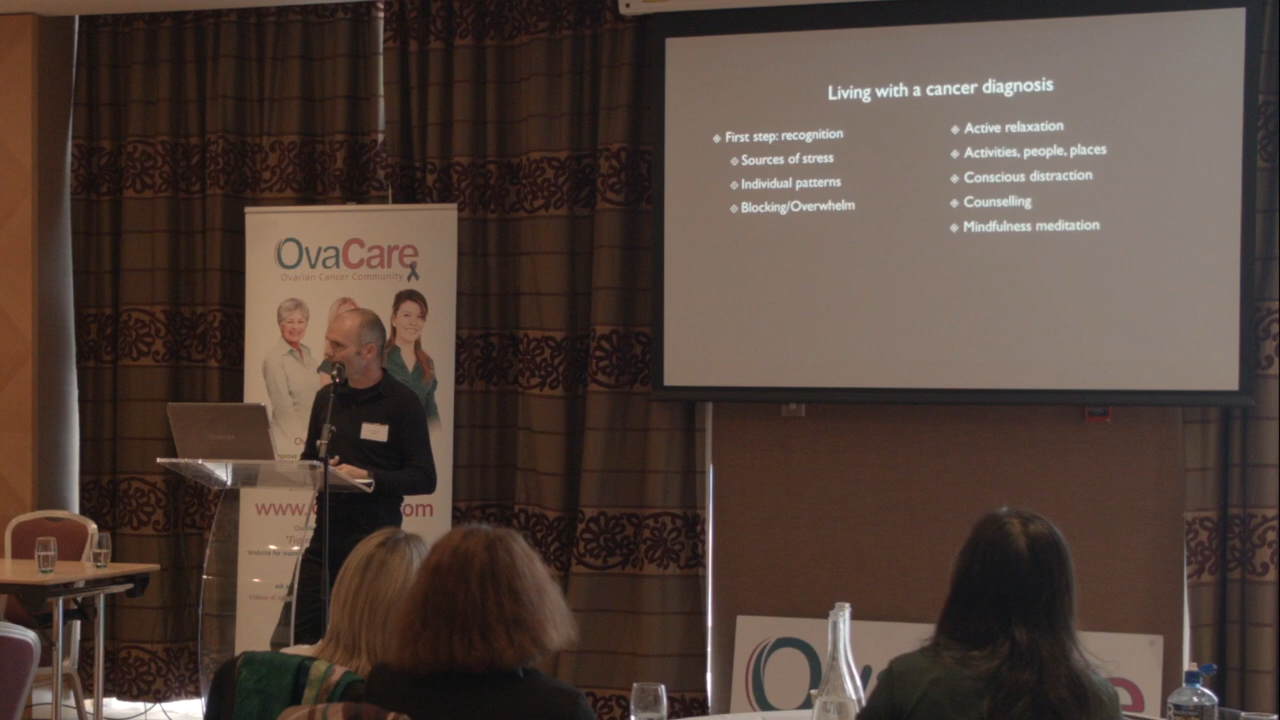 Living with a cancer diagnosis
First step: recognition
Sources of stress
Individual patterns
Blocking/Overwhelm
Active relaxation
Activities, people, places
Conscious distraction
Counselling
Mindfulness meditation
OvaCare
Ovarian Cancer Community
www.
om